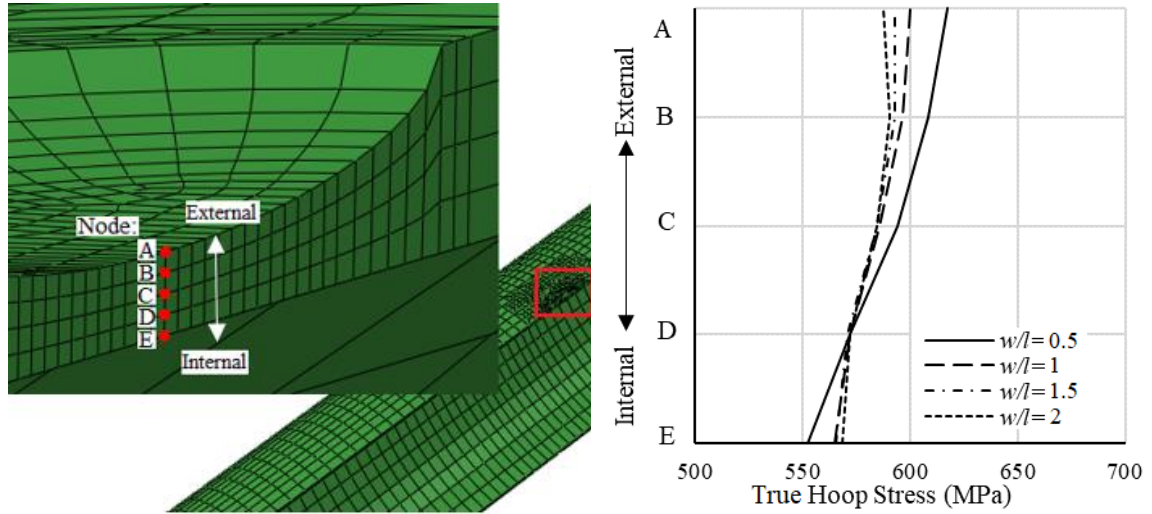 Node:
A
B
C
D
E
External
Internal
A
B
C
D
E
External
Internal
w/l= 0.5
w/l= 1
w/l= 1.5
w/l= 2
500 550 600 650 700
True Hoop Stress (MPa)